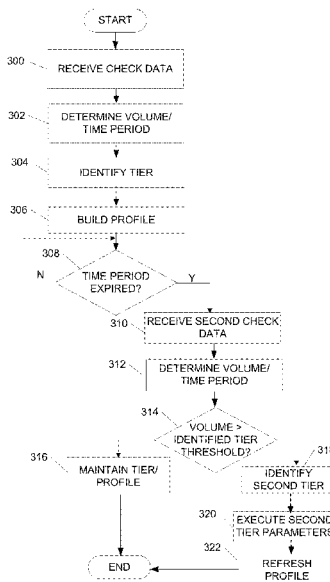 START
300
RECEIVE CHECK DATA
302
DETERMINE VOLUME/
TIME PERIOD
304
IDENTIFY TIER
306
BUILD PROFILE
308
N
TIME PERIOD
EXPIRED?
Y
310
RECEIVE SECOND CHECK
DATA
312
DETERMINE VOLUME/
TIME PERIOD
314
VOLUME >
IDENTIFIED TIER
THRESHOLD?
316
MAINTAIN TIER/
PROFILE
IDENTIFY
SECOND TIER
320
EXECUTE SECOND
TIER PARAMETERS
322
REFRESH
PROFILE
END